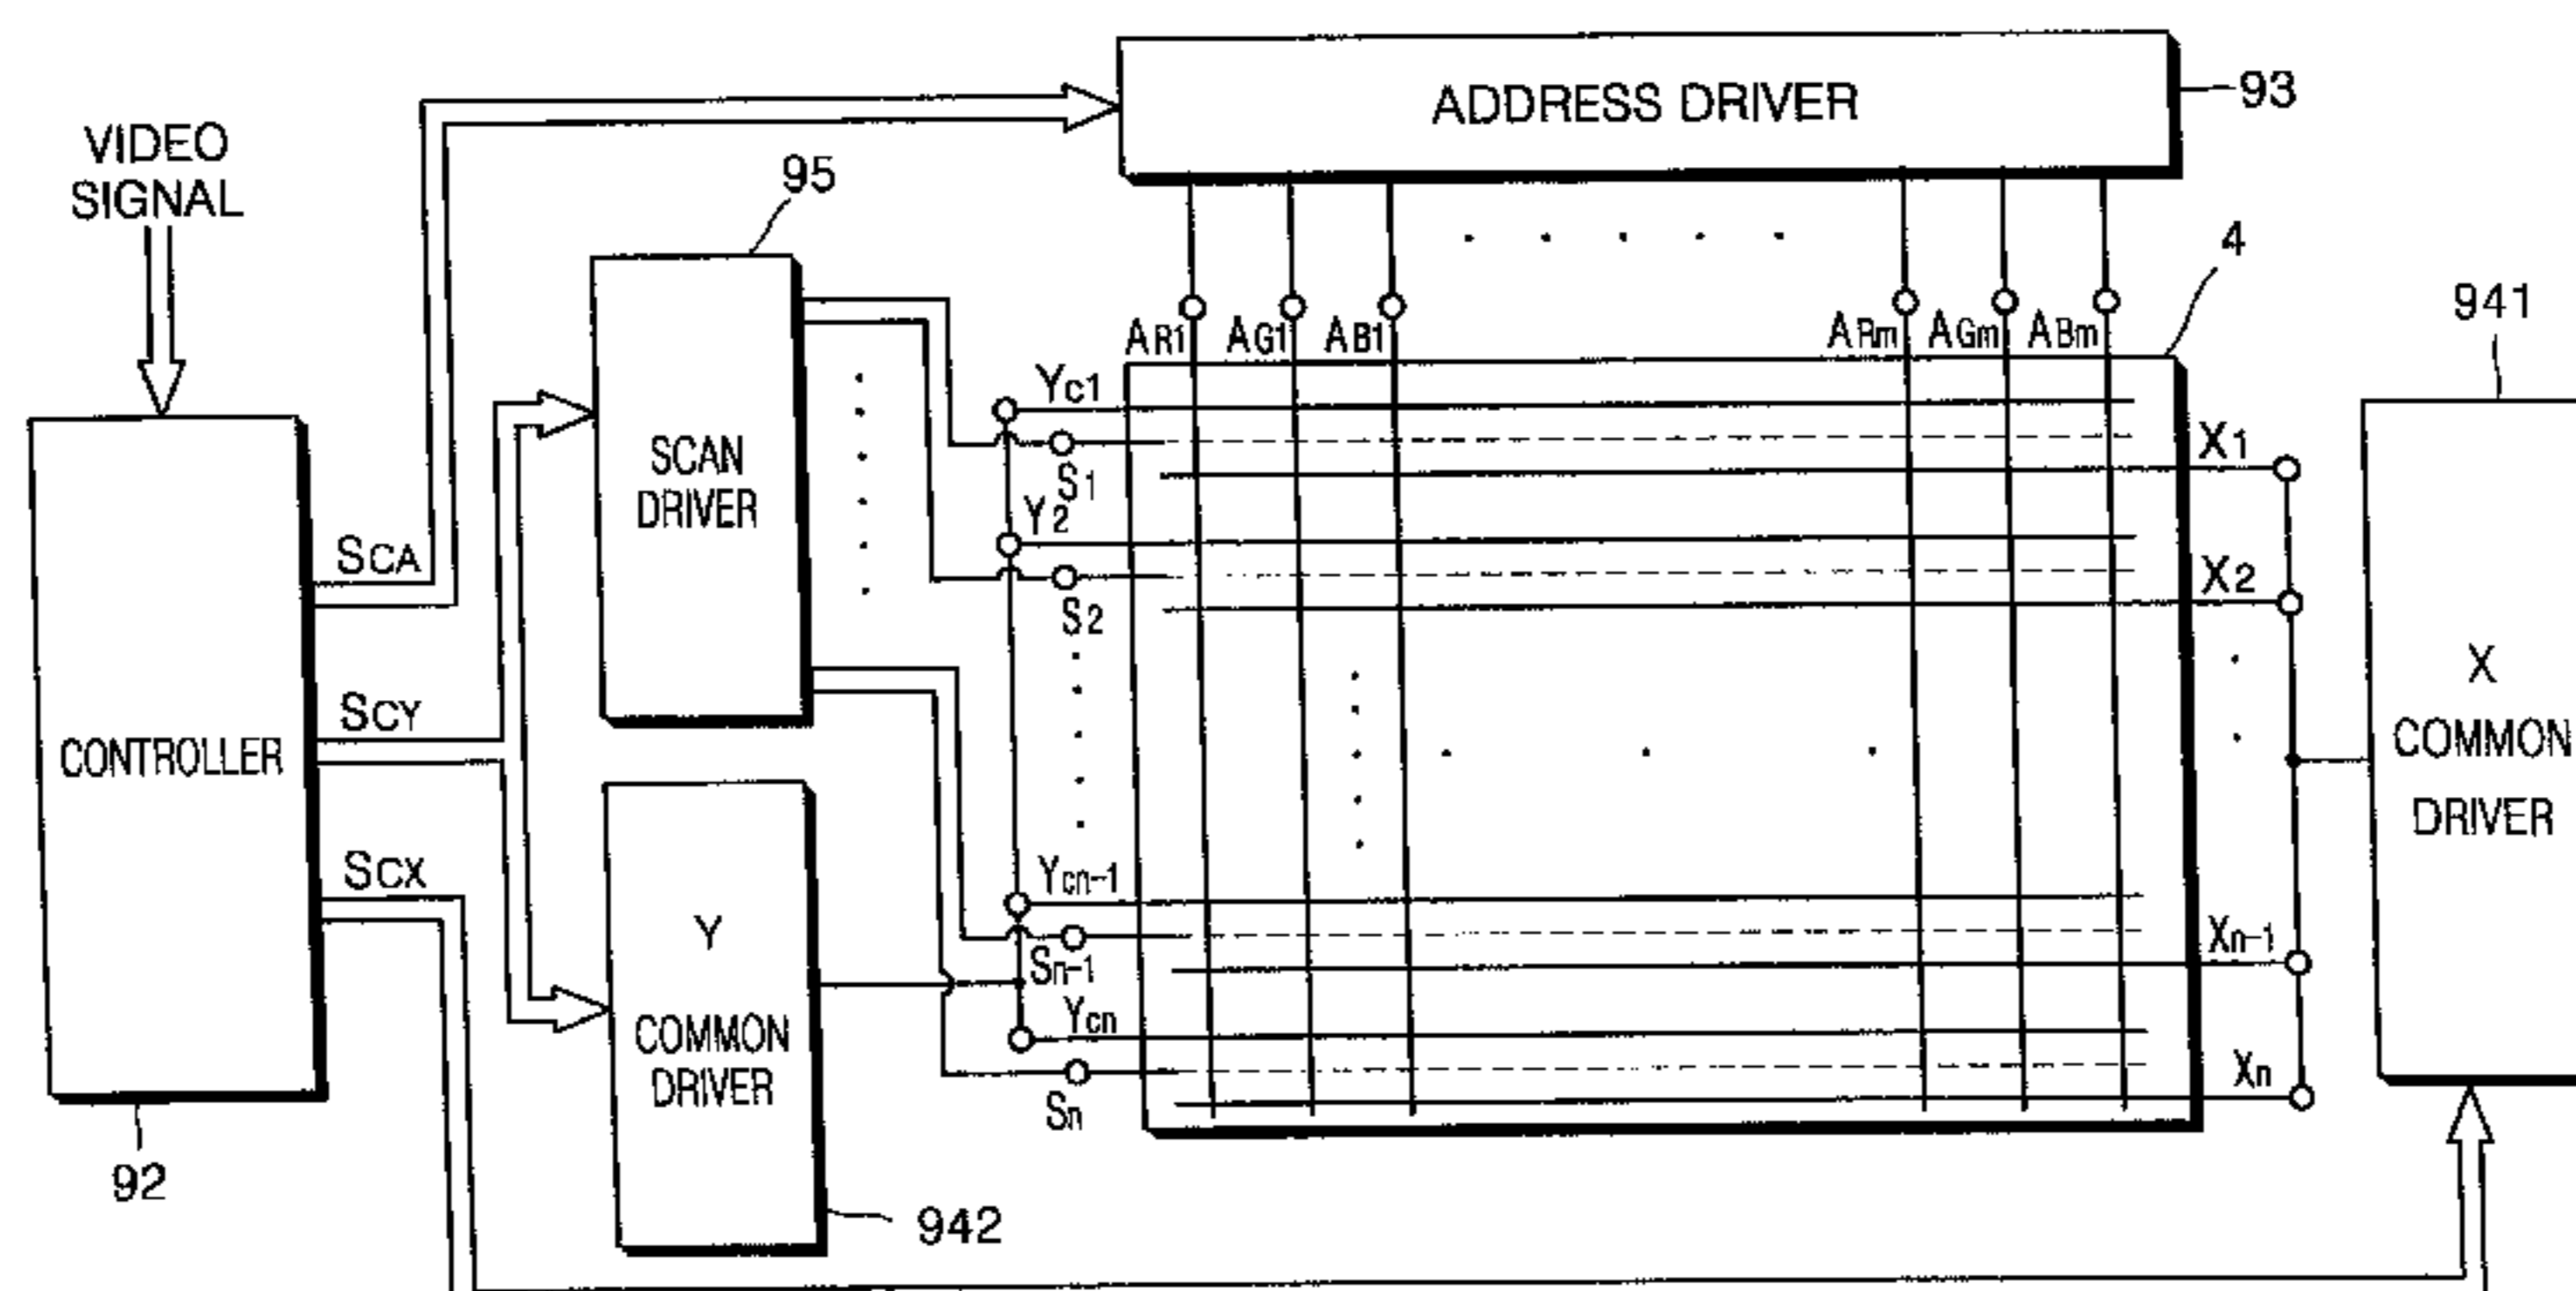 ADDRESS DRIVER
93
VIDEO
SIGNAL
95
4
941
AR1 AG1 AB1 ARm AGm ABm
Yc1
SCAN
DRIVER
S1
X1
Y2
SCA
X2
S2
X
COMMON
DRIVER
SCY
CONTROLLER
SCX
Ycn-1
Y
COMMON
DRIVER
Sn-1
Xn-1
Ycn
Xn
Sn
92
942